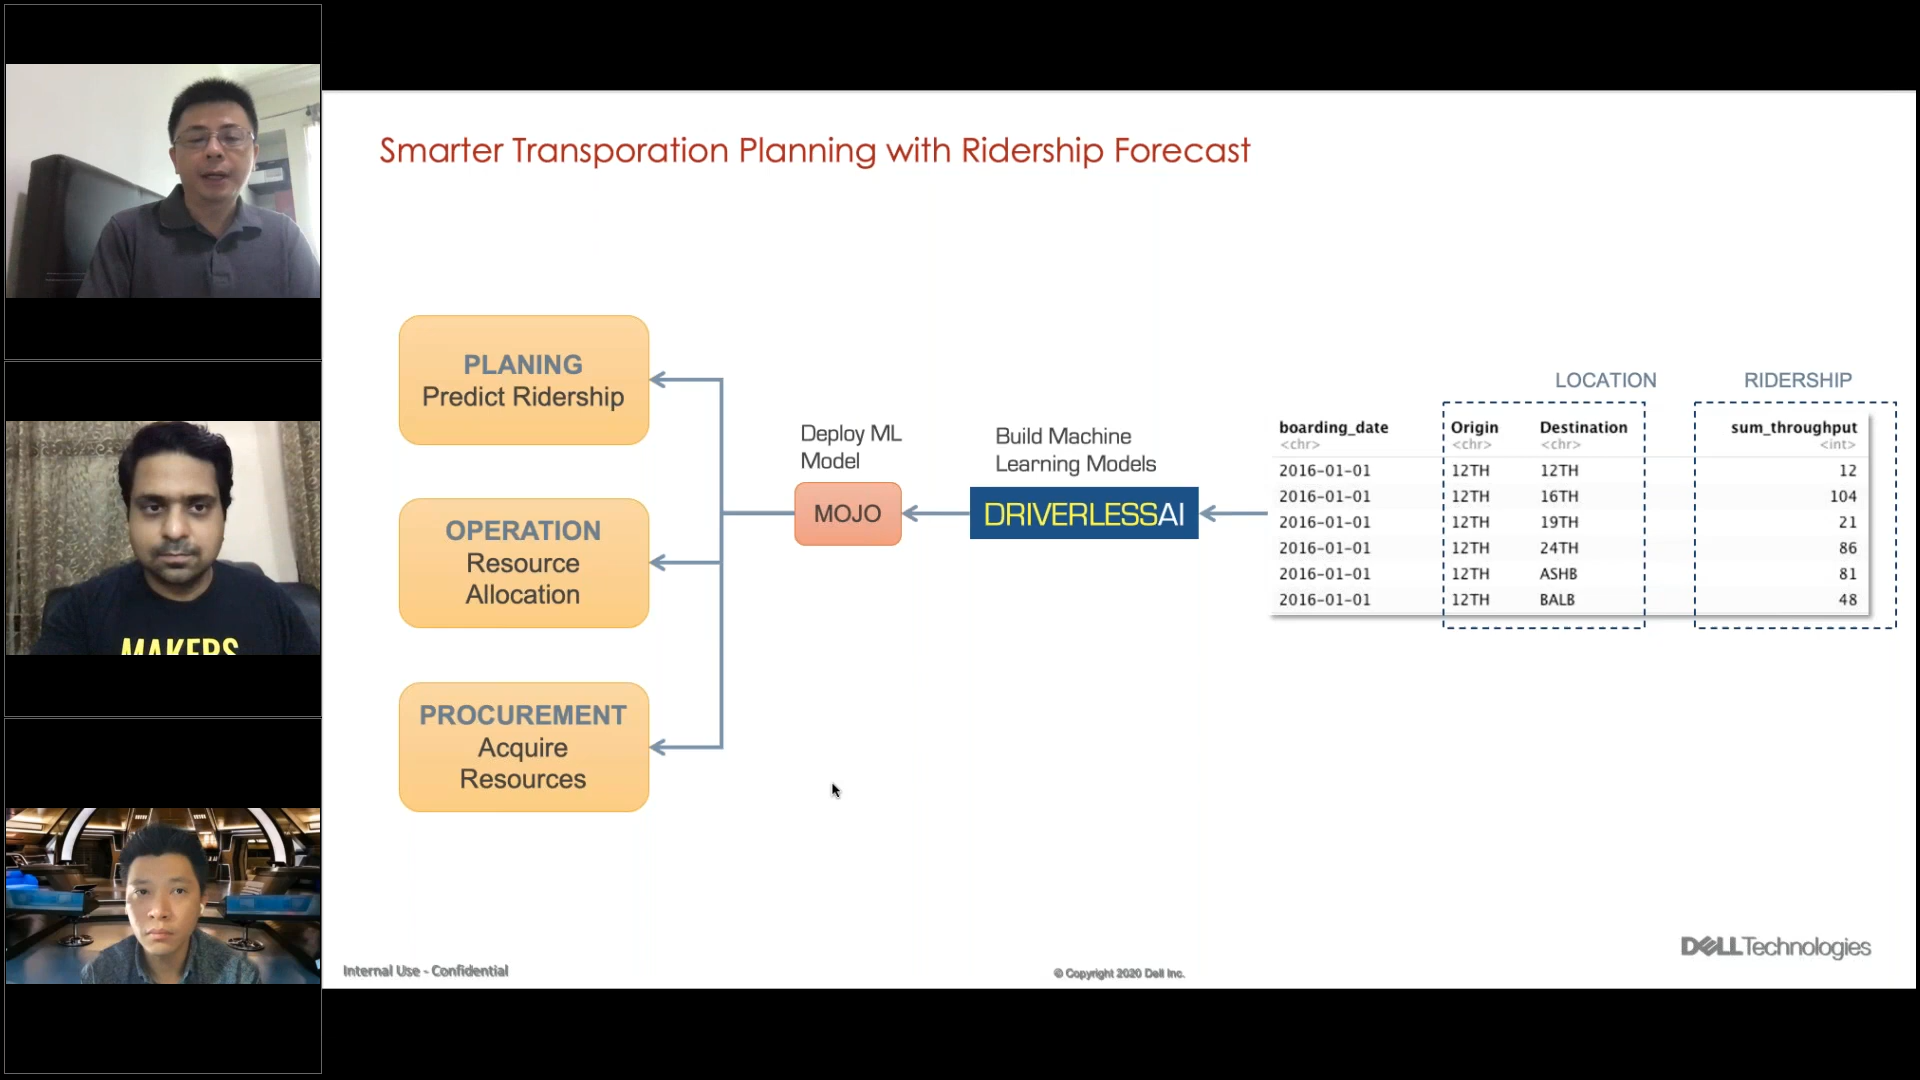 Smarter Transporation Planning with Ridership Forecast
PLANING
Predict Ridership
OPERATION
Resource
Allocation
PROCUREMENT
Acquire
Resources
Deploy ML
Model
MOJO
Build Machine
Learning Models
DRIVERLESSAI
LOCATION RIDERSHIP
boarding_date Origin Destination sum_throughput
<chr> <chr> <chr> <int>
2016-01-01 12TH 12TH 12
2016-01-01 12TH 16TH 104
2016-01-01 12TH 19TH 21
2016-01-01 12TH 24TH 86
2016-01-01 12TH ASHB 81
2016-01-01 12TH BALB 48
MAKERS
DELLTechnologies
Internal Use - Confidential
© Copyright 2020 Dell Inc.